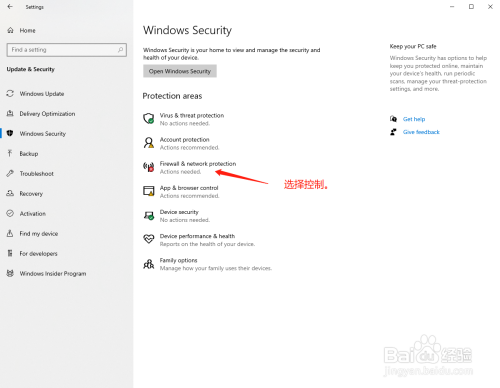 Settings
Home
Windows Security
Find a setting
Windows Security is your home to view and manage the security and
health of your device.
Open Windows Security
Update & Security
Windows Update
Delivery Optimization
Windows Security
Backup
Troubleshoot
Recovery
Activation
Find my device
For developers
Windows Insider Program
Protection areas
Virus & threat protection
No actions needed.
Account protection
Actions recommended.
Firewall & network protection
Actions needed.
选择控制。
App & browser control
Actions recommended.
Device security
No actions needed.
Device performance & health
Reports on the health of your device.
Family options
Manage how your family uses their devices.
Keep your PC safe
Windows Security has options to help
keep you protected online, maintain
your device's health, run periodic
scans, manage your threat-protection
settings, and more.
Get help
Give feedback
Baidu 经验
jingyan.baidu.com